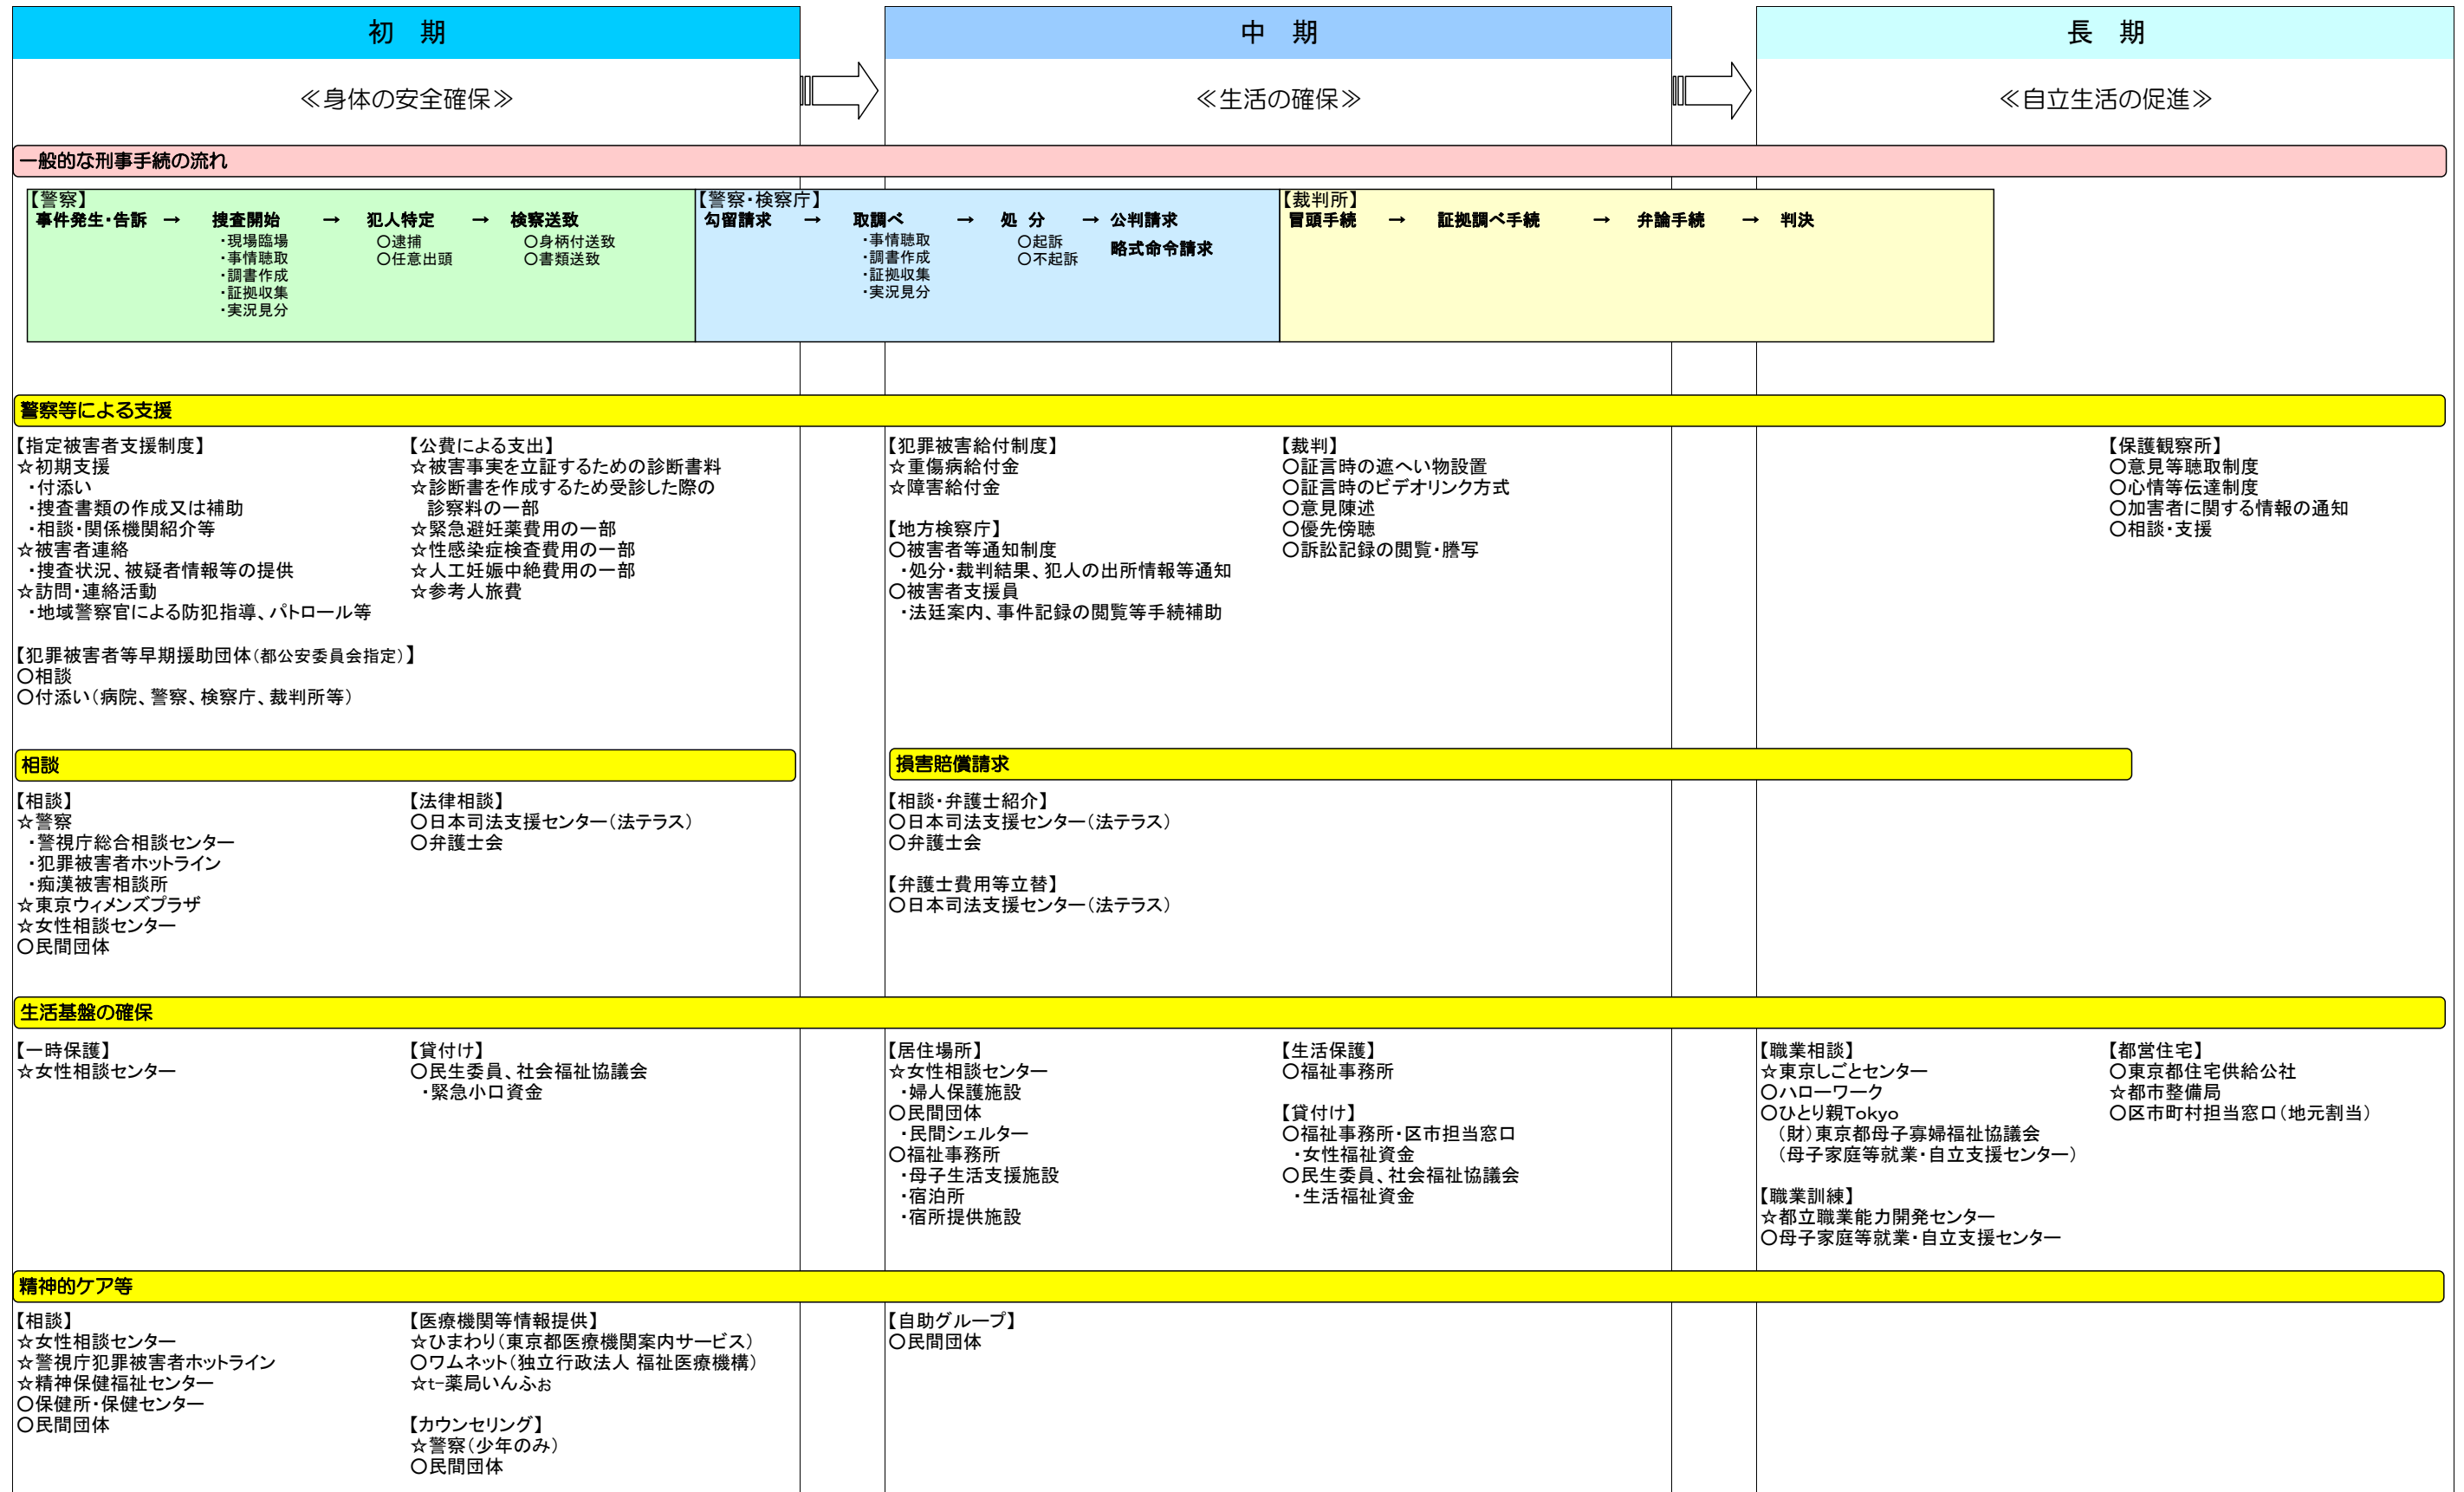 初　期
中　期
長　期
≪身体の安全確保≫
≪生活の確保≫
≪自立生活の促進≫
一般的な刑事手続の流れ
【警察】
事件発生・告訴 → 捜査開始 → 犯人特定 → 検察送致
・現場臨場
・事情聴取
・調書作成
・証拠収集
・実況見分
○逮捕
○任意出頭
○身柄付送致
○書類送致
【警察・検察庁】
勾留請求 → 取調べ → 処 分 → 公判請求
略式命令請求
・事情聴取
・調書作成
・証拠収集
・実況見分
○起訴
○不起訴
【裁判所】
冒頭手続 → 証拠調べ手続 → 弁論手続 → 判決
警察等による支援
【指定被害者支援制度】
☆初期支援
・付添い
・捜査書類の作成又は補助
・相談・関係機関紹介等
☆被害者連絡
・捜査状況、被疑者情報等の提供
☆訪問・連絡活動
・地域警察官による防犯指導、パトロール等
【犯罪被害者等早期援助団体（都公安委員会指定）】
○相談
○付添い（病院、警察、検察庁、裁判所等）
【公費による支出】
☆被害事実を立証するための診断書料
☆診断書を作成するため受診した際の
診察料の一部
☆緊急避妊薬費用の一部
☆性感染症検査費用の一部
☆人工妊娠中絶費用の一部
☆参考人旅費
【犯罪被害給付制度】
☆重傷病給付金
☆障害給付金
【地方検察庁】
○被害者等通知制度
・処分・裁判結果、犯人の出所情報等通知
○被害者支援員
・法廷案内、事件記録の閲覧等手続補助
【裁判】
○証言時の遮へい物設置
○証言時のビデオリンク方式
○意見陳述
○優先傍聴
○訴訟記録の閲覧・謄写
【保護観察所】
○意見等聴取制度
○心情等伝達制度
○加害者に関する情報の通知
○相談・支援
相談
【相談】
☆警察
・警視庁総合相談センター
・犯罪被害者ホットライン
・痴漢被害相談所
☆東京ウィメンズプラザ
☆女性相談センター
○民間団体
【法律相談】
○日本司法支援センター（法テラス）
○弁護士会
損害賠償請求
【相談・弁護士紹介】
○日本司法支援センター（法テラス）
○弁護士会
【弁護士費用等立替】
○日本司法支援センター（法テラス）
生活基盤の確保
【一時保護】
☆女性相談センター
【貸付け】
○民生委員、社会福祉協議会
・緊急小口資金
【居住場所】
☆女性相談センター
・婦人保護施設
○民間団体
・民間シェルター
○福祉事務所
・母子生活支援施設
・宿泊所
・宿所提供施設
【生活保護】
○福祉事務所
【貸付け】
○福祉事務所・区市担当窓口
・女性福祉資金
○民生委員、社会福祉協議会
・生活福祉資金
【職業相談】
☆東京しごとセンター
○ハローワーク
○ひとり親Tokyo
（財）東京都母子寡婦福祉協議会
（母子家庭等就業・自立支援センター）
【職業訓練】
☆都立職業能力開発センター
○母子家庭等就業・自立支援センター
【都営住宅】
○東京都住宅供給公社
☆都市整備局
○区市町村担当窓口（地元割当）
精神的ケア等
【相談】
☆女性相談センター
☆警視庁犯罪被害者ホットライン
☆精神保健福祉センター
○保健所・保健センター
○民間団体
【医療機関等情報提供】
☆ひまわり（東京都医療機関案内サービス）
○ワムネット（独立行政法人 福祉医療機構）
☆t-薬局いんふぉ
【カウンセリング】
☆警察（少年のみ）
○民間団体
【自助グループ】
○民間団体